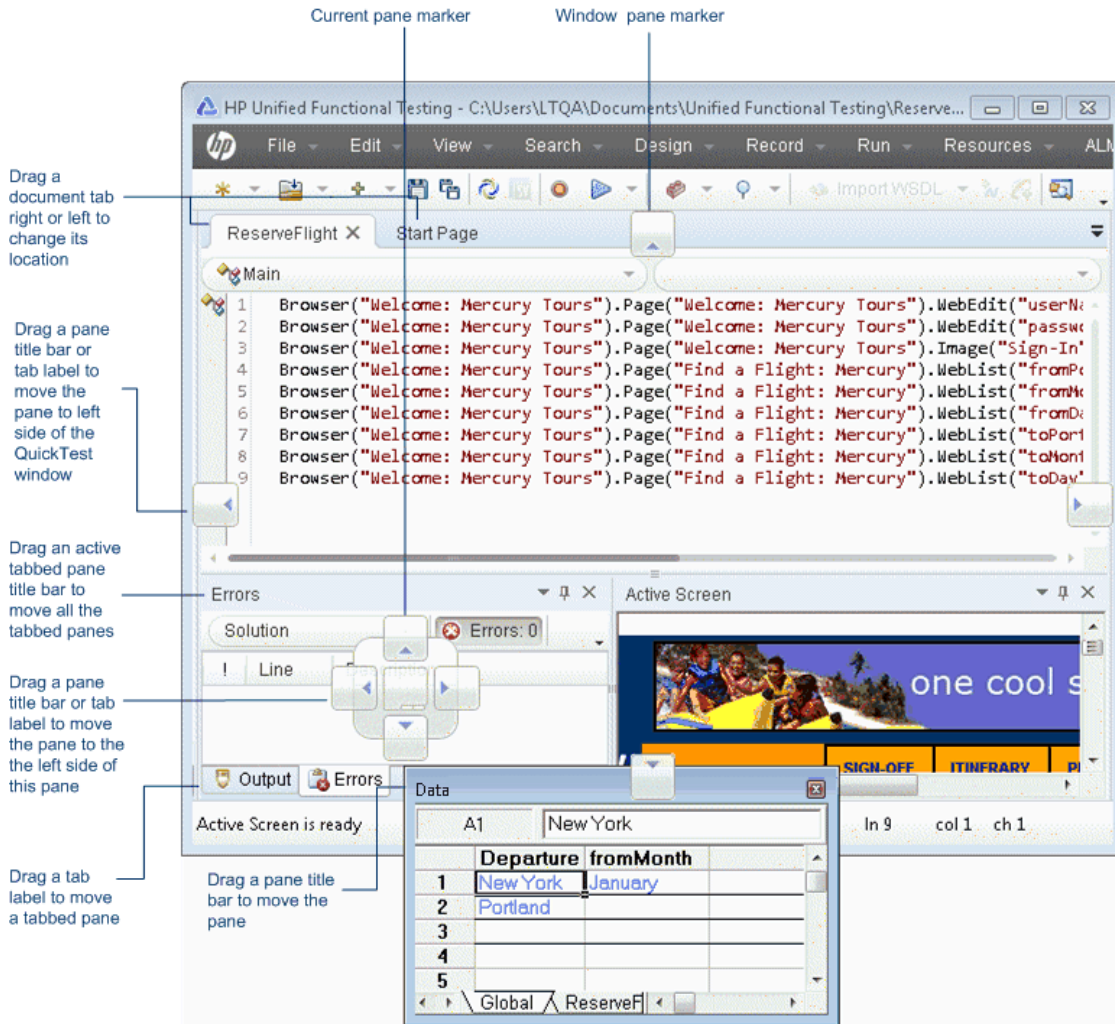 Current pane marker
Window pane marker
HP Unified Functional Testing - C:\Users\LTQA\Documents\Unified Functional Testing\Reserve...
hp
File
Edit
View
Search
Design
Record
Run
Resources
ALM
Drag a
document tab
right or left to
change its
location
Import WSDL
ReserveFlight
Start Page
Main
1 Browser("Welcome: Mercury Tours").Page("Welcome: Mercury Tours").WebEdit("userNa
2 Browser("Welcome: Mercury Tours").Page("Welcome: Mercury Tours").WebEdit("passwo
3 Browser("Welcome: Mercury Tours").Page("Welcome: Mercury Tours").Image("Sign-In"
4 Browser("Welcome: Mercury Tours").Page("Find a Flight: Mercury").WebList("fromPo
5 Browser("Welcome: Mercury Tours").Page("Find a Flight: Mercury").WebList("fromMo
6 Browser("Welcome: Mercury Tours").Page("Find a Flight: Mercury").WebList("fromDa
7 Browser("Welcome: Mercury Tours").Page("Find a Flight: Mercury").WebList("toPort
8 Browser("Welcome: Mercury Tours").Page("Find a Flight: Mercury").WebList("toMont
9 Browser("Welcome: Mercury Tours").Page("Find a Flight: Mercury").WebList("toDay"
Drag a pane
title bar or
tab label to
move the
pane to left
side of the
QuickTest
window
Drag an active
tabbed pane
title bar to
move all the
tabbed panes
Errors
Solution
Errors: 0
! Line
Active Screen
one cool s
SIGN-OFF
ITINERARY
Drag a pane
title bar or tab
label to move
the pane to the
the left side of
this pane
Output
Errors
Active Screen is ready
ln 9
col 1
ch 1
Drag a tab
label to move
a tabbed pane
Drag a pane title
bar to move the
pane
Data
A1
New York
Departure fromMonth
1 New York January
2 Portland
3
4
5
Global
ReserveF